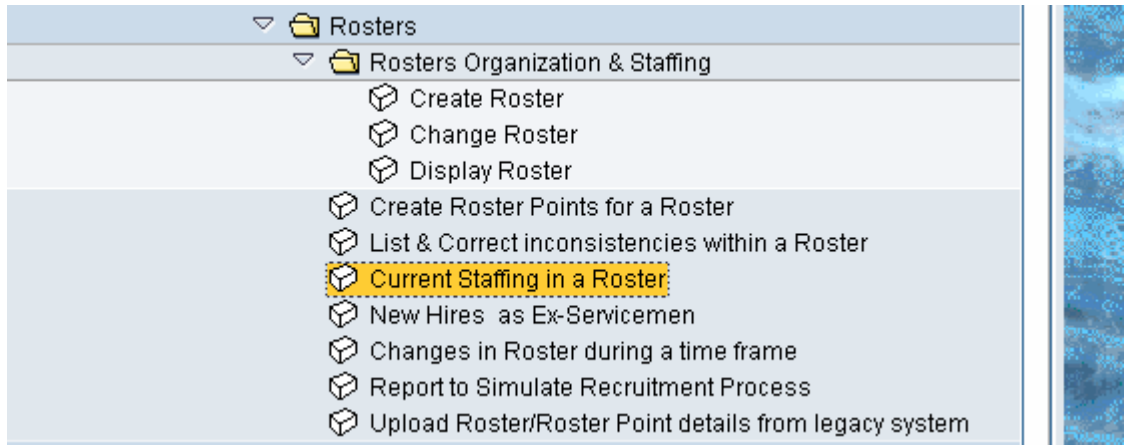 Rosters
Rosters Organization & Staffing
Create Roster
Change Roster
Display Roster
Create Roster Points for a Roster
List & Correct inconsistencies within a Roster
Current Staffing in a Roster
New Hires  as Ex-Servicemen
Changes in Roster during a time frame
Report to Simulate Recruitment Process
Upload Roster/Roster Point details from legacy system